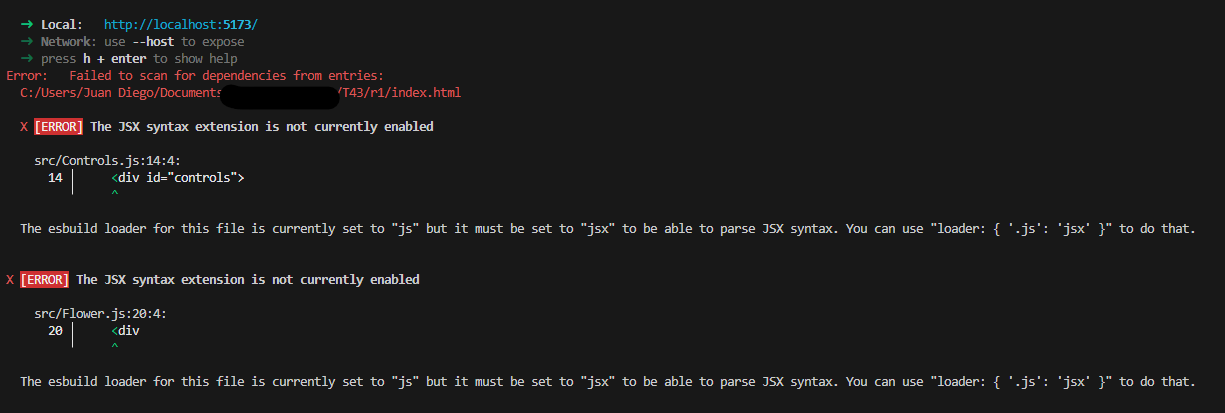 ➜ Local: http://localhost:5173/
➜ Network: use --host to expose
➜ press h + enter to show help
Error: Failed to scan for dependencies from entries:
C:/Users/Juan Diego/Documents /T43/r1/index.html
X [ERROR] The JSX syntax extension is not currently enabled
src/Controls.js:14:4:
14 │ <div id="controls">
^
The esbuild loader for this file is currently set to "js" but it must be set to "jsx" to be able to parse JSX syntax. You can use "loader: { '.js': 'jsx' }" to do that.
X [ERROR] The JSX syntax extension is not currently enabled
src/Flower.js:20:4:
20 │ <div
^
The esbuild loader for this file is currently set to "js" but it must be set to "jsx" to be able to parse JSX syntax. You can use "loader: { '.js': 'jsx' }" to do that.